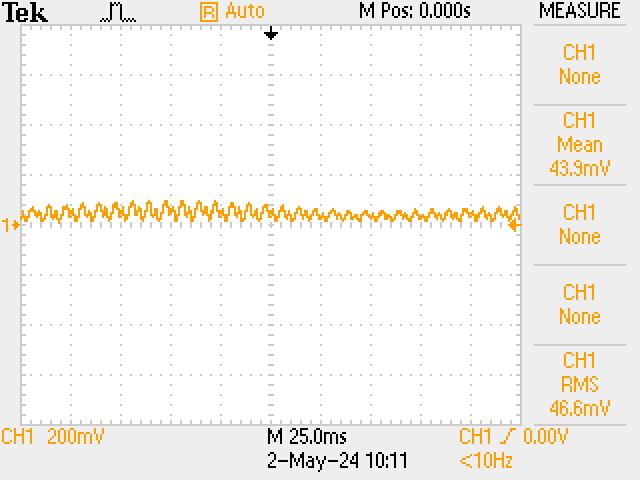 Tek
R Auto
M Pos: 0.000s
MEASURE
CH1
None
CH1
Mean
43.9mV
CH1
None
CH1
None
CH1
RMS
46.6mV
1
CH1 200mV
M 25.0ms
CH1 0.00V
2-May-24 10:11
<10Hz